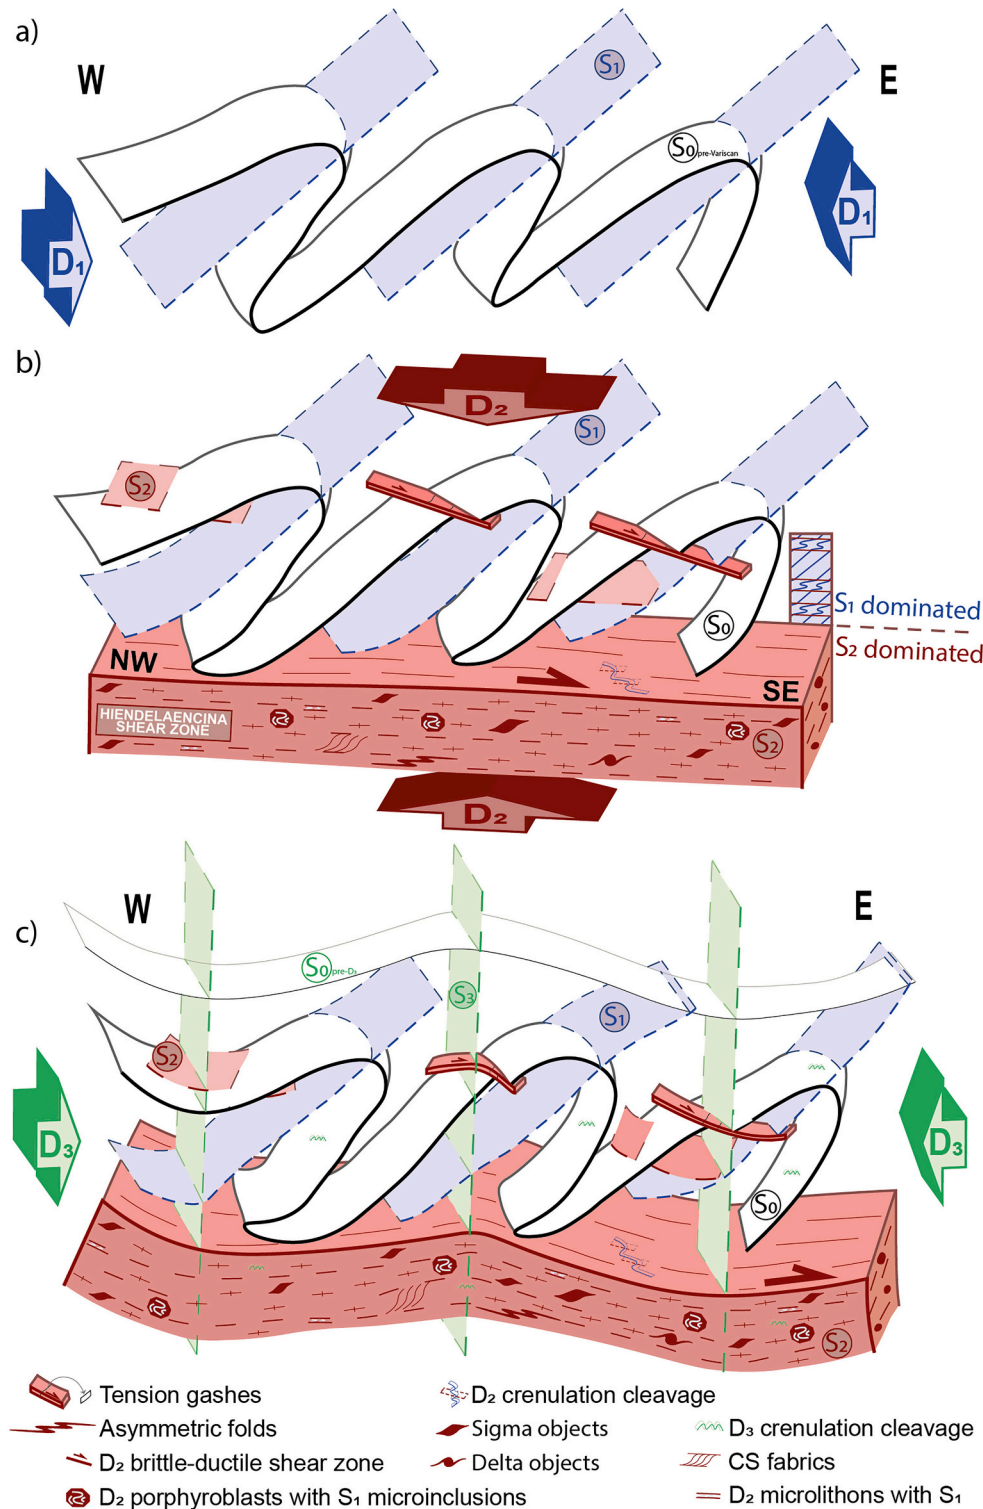 a)
W
E
S₁
S₀pre-Variscan
D₁
D₁
b)
D₂
S₁
S₂
S₀
S₁ dominated
S₂ dominated
NW
SE
HIENDELAENCINA
SHEAR ZONE
S₂
D₂
W
E
c)
S₀pre-D₃
S₃
S₁
S₂
D₃
D₃
S₀
S₂
Tension gashes
D₂ crenulation cleavage
Asymmetric folds
Sigma objects
D₃ crenulation cleavage
D₂ brittle-ductile shear zone
Delta objects
CS fabrics
D₂ porphyroblasts with S₁ microinclusions
D₂ microlithons with S₁